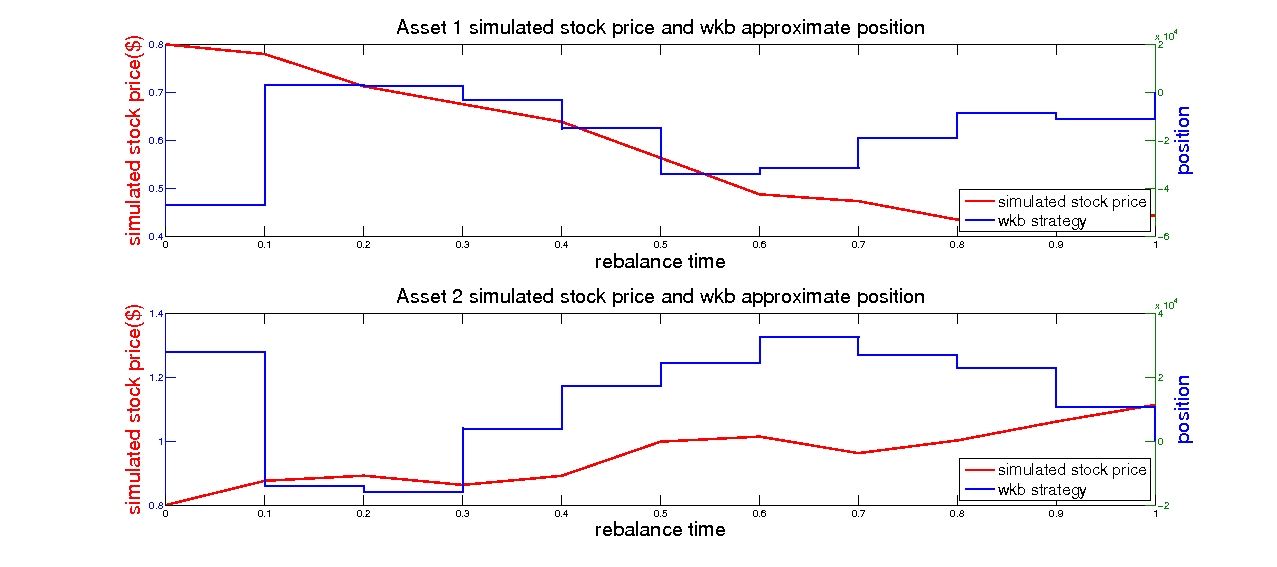 Asset 1 simulated stock price and wkb approximate position
x 10^4
simulated stock price($)
0.8
0.7
0.6
0.5
0.4
2
0
−2
−4
−6
position
simulated stock price
wkb strategy
0 0.1 0.2 0.3 0.4 0.5 0.6 0.7 0.8 0.9 1
rebalance time
Asset 2 simulated stock price and wkb approximate position
x 10^4
simulated stock price($)
1.4
1.2
1
0.8
4
2
0
−2
position
simulated stock price
wkb strategy
0 0.1 0.2 0.3 0.4 0.5 0.6 0.7 0.8 0.9 1
rebalance time